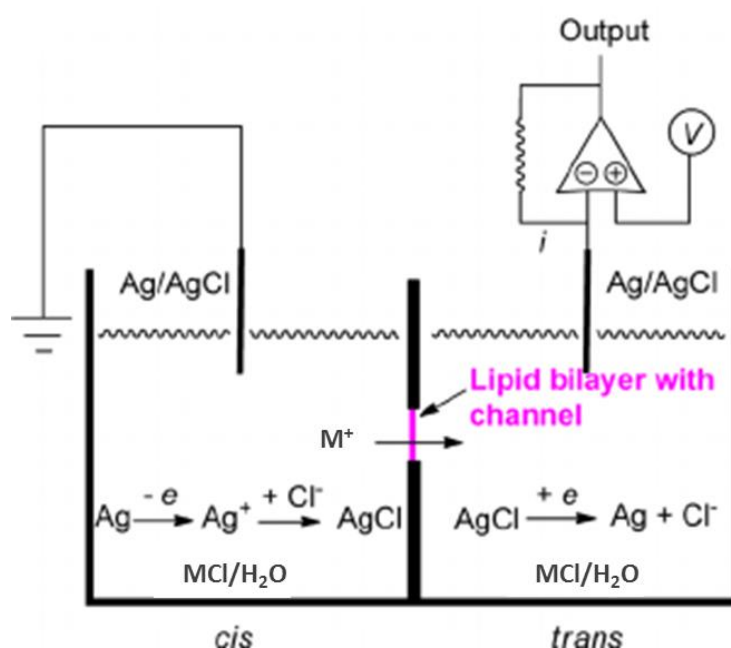 Output
V
− +
i
Ag/AgCl
Ag/AgCl
Lipid bilayer with
channel
M⁺
Ag - e Ag⁺ + Cl⁻ AgCl
AgCl + e Ag + Cl⁻
MCl/H₂O
MCl/H₂O
cis
trans